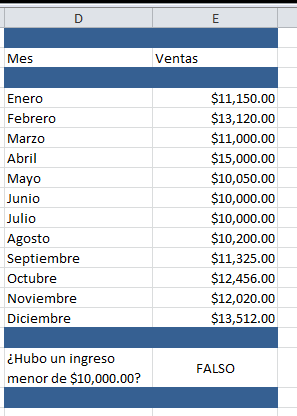 D E
Mes Ventas
Enero $11,150.00
Febrero $13,120.00
Marzo $11,000.00
Abril $15,000.00
Mayo $10,050.00
Junio $10,000.00
Julio $10,000.00
Agosto $10,200.00
Septiembre $11,325.00
Octubre $12,456.00
Noviembre $12,020.00
Diciembre $13,512.00
¿Hubo un ingreso
menor de $10,000.00? FALSO